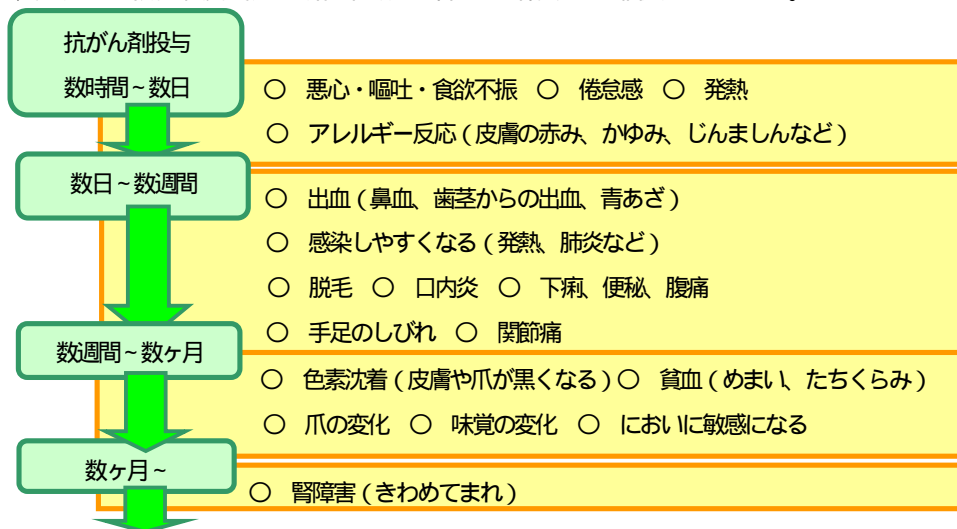 抗がん剤投与
数時間~数日
○ 悪心・嘔吐・食欲不振 ○ 倦怠感 ○ 発熱
○ アレルギー反応(皮膚の赤み、かゆみ、じんましんなど)
数日~数週間
○ 出血(鼻血、歯茎からの出血、青あざ)
○ 感染しやすくなる(発熱、肺炎など)
○ 脱毛 ○ 口内炎 ○ 下痢、便秘、腹痛
○ 手足のしびれ ○ 関節痛
数週間~数ヶ月
○ 色素沈着(皮膚や爪が黒くなる)○ 貧血(めまい、たちくらみ)
○ 爪の変化 ○ 味覚の変化 ○ においに敏感になる
数ヶ月~
○ 腎障害(きわめてまれ)